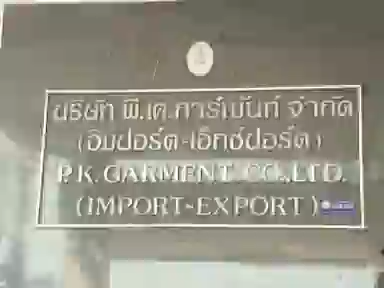 บริษัท พี.เค.การ์เม้นท์ จำกัด
(อิมปอร์ต-เอ็กซ์ปอร์ต)
P.K. GARMENT CO.,LTD.
(IMPORT-EXPORT)